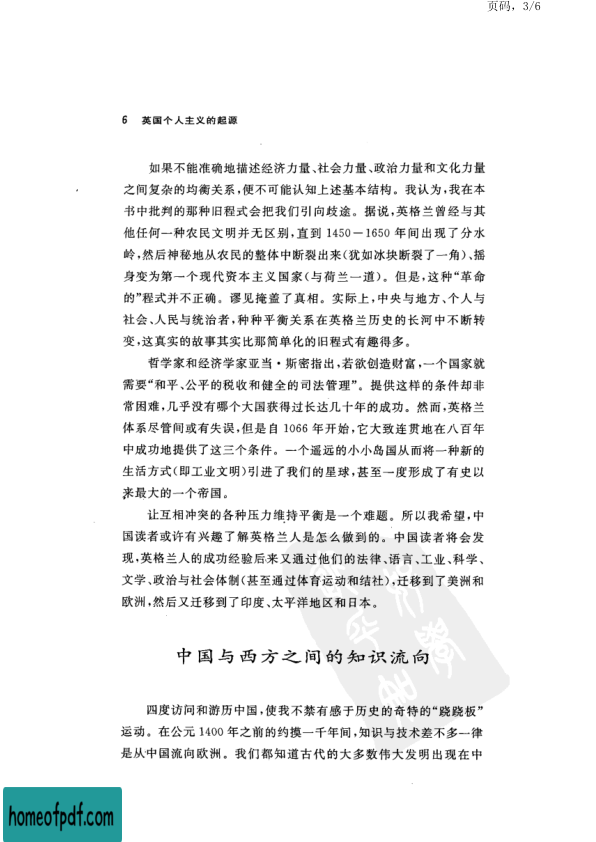 页码，3/6
6 英国个人主义的起源
如果不能准确地描述经济力量、社会力量、政治力量和文化力量
之间复杂的均衡关系，便不可能认知上述基本结构。我认为，我在本
书中批判的那种旧程式会把我们引向歧途。据说，英格兰曾经与其
他任何一种农民文明并无区别，直到1450－1650年间出现了分水
岭，然后神秘地从农民的整体中断裂出来（犹如冰块断裂了一角）、摇
身变为第一个现代资本主义国家（与荷兰一道）。但是，这种“革命
的”程式并不正确。谬见掩盖了真相。实际上，中央与地方、个人与
社会、人民与统治者，种种平衡关系在英格兰历史的长河中不断转
变，这真实的故事其实比那简单化的旧程式有趣得多。
哲学家和经济学家亚当·斯密指出，若欲创造财富，一个国家就
需要“和平、公平的税收和健全的司法管理”。提供这样的条件却非
常困难，几乎没有哪个大国获得过长达几十年的成功。然而，英格兰
体系尽管间或有失误，但是自1066年开始，它大致连贯地在八百年
中成功地提供了这三个条件。一个遥远的小小岛国从而将一种新的
生活方式（即工业文明）引进了我们的星球，甚至一度形成了有史以
来最大的一个帝国。
让互相冲突的各种压力维持平衡是一个难题。所以我希望，中
国读者或许有兴趣了解英格兰人是怎么做到的。中国读者将会发
现，英格兰人的成功经验后来又通过他们的法律、语言、工业、科学、
文学、政治与社会体制（甚至通过体育运动和结社），迁移到了美洲和
欧洲，然后又迁移到了印度、太平洋地区和日本。
中国与西方之间的知识流向
四度访问和游历中国，使我不禁有感于历史的奇特的“跷跷板”
运动。在公元1400年之前的约摸一千年间，知识与技术差不多一律
是从中国流向欧洲。我们都知道古代的大多数伟大发明出现在中
homeofpdf.com